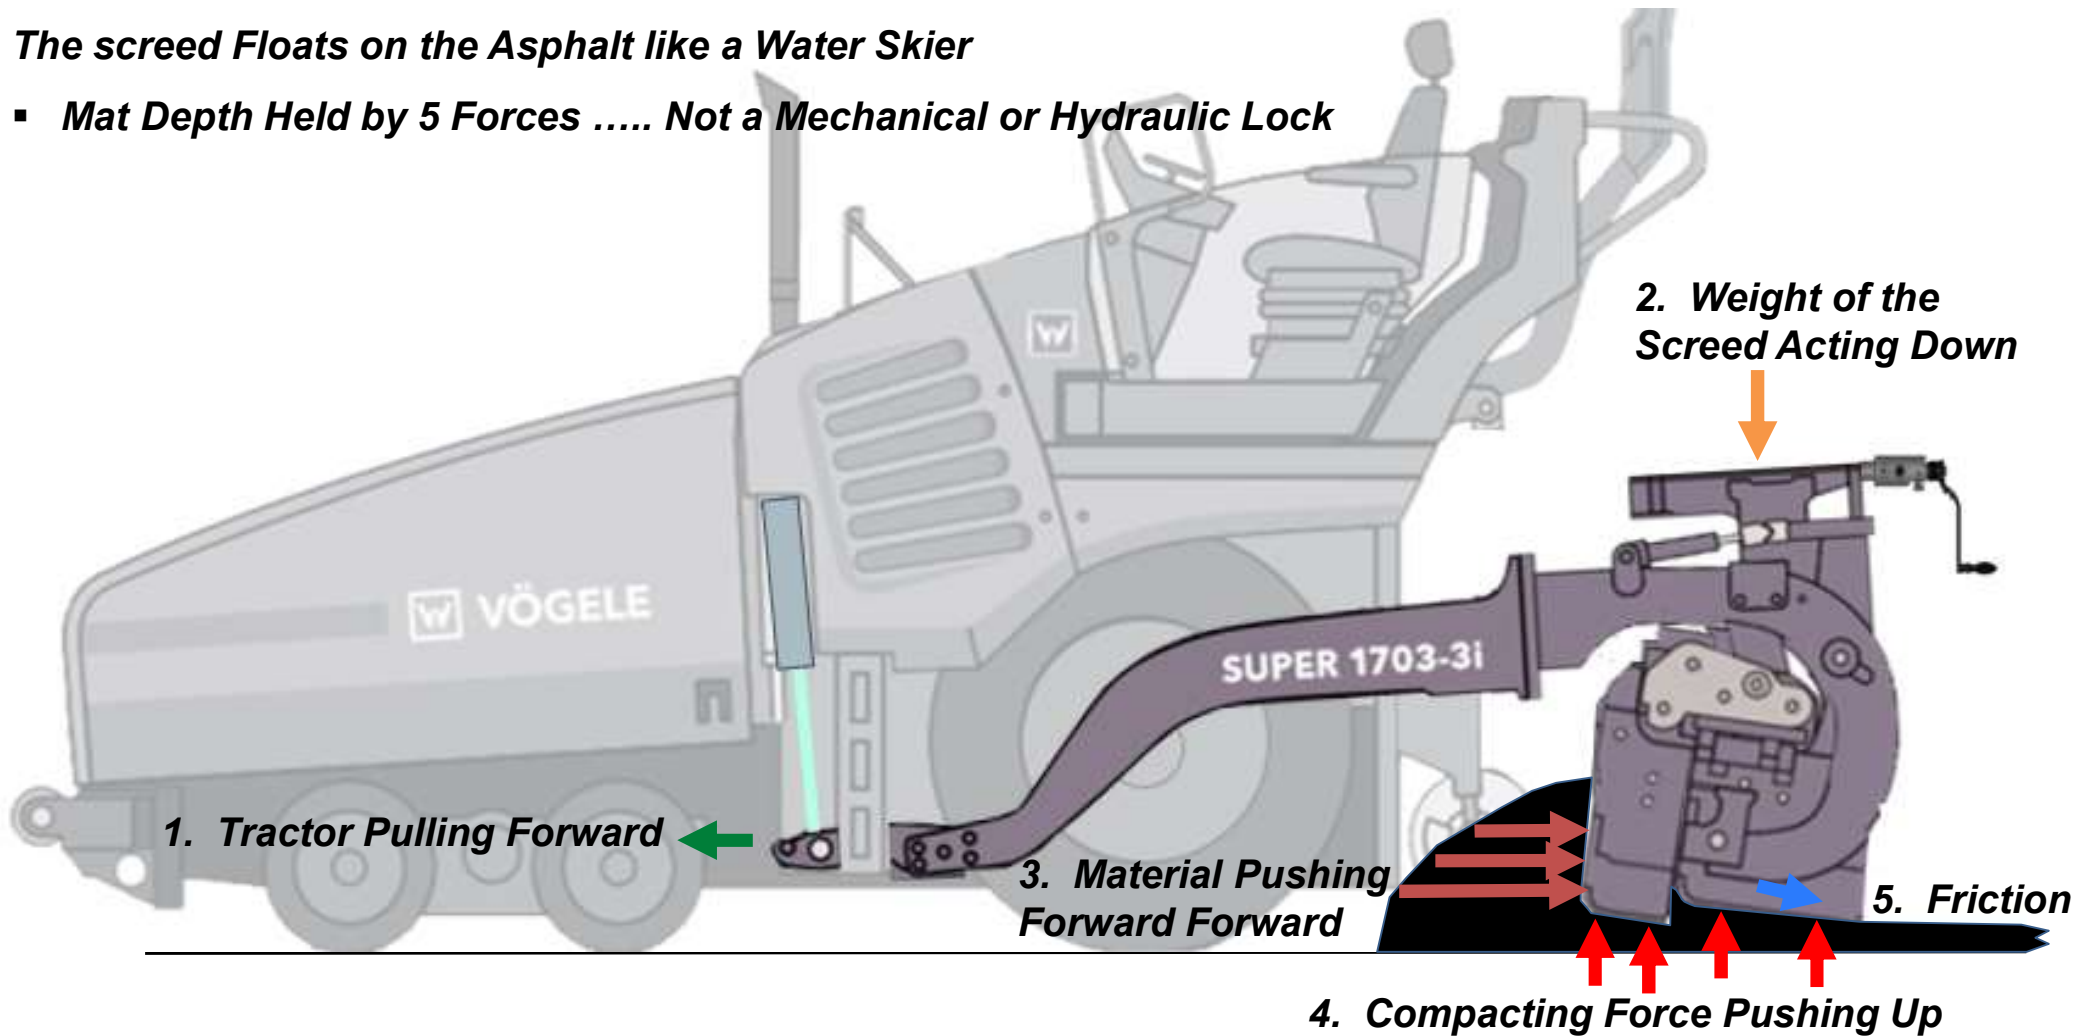 The screed Floats on the Asphalt like a Water Skier
▪ Mat Depth Held by 5 Forces ..... Not a Mechanical or Hydraulic Lock
2. Weight of the
Screed Acting Down
W
W VÖGELE
SUPER 1703-3i
1. Tractor Pulling Forward
3. Material Pushing
Forward Forward
5. Friction
4. Compacting Force Pushing Up